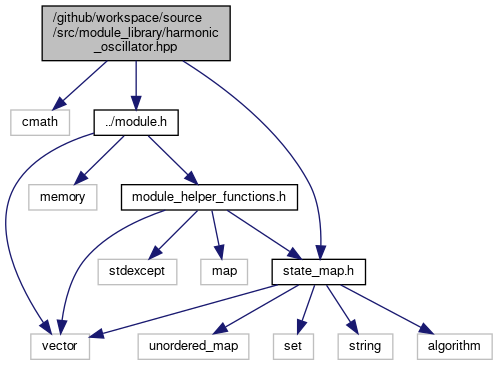 /github/workspace/source
/src/module_library/harmonic
_oscillator.hpp
cmath
../module.h
memory
module_helper_functions.h
stdexcept
map
state_map.h
vector
unordered_map
set
string
algorithm